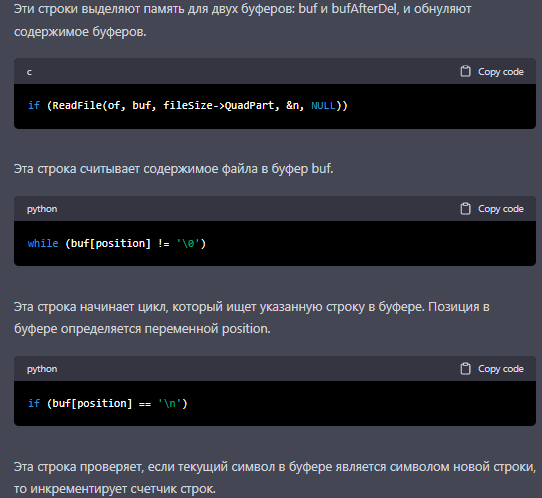 Эти строки выделяют память для двух буферов: buf и bufAfterDel, и обнуляют
содержимое буферов.
c Copy code
if (ReadFile(of, buf, fileSize->QuadPart, &n, NULL))
Эта строка считывает содержимое файла в буфер buf.
python Copy code
while (buf[position] != '\0')
Эта строка начинает цикл, который ищет указанную строку в буфере. Позиция в
буфере определяется переменной position.
python Copy code
if (buf[position] == '\n')
Эта строка проверяет, если текущий символ в буфере является символом новой строки,
то инкрементирует счетчик строк.